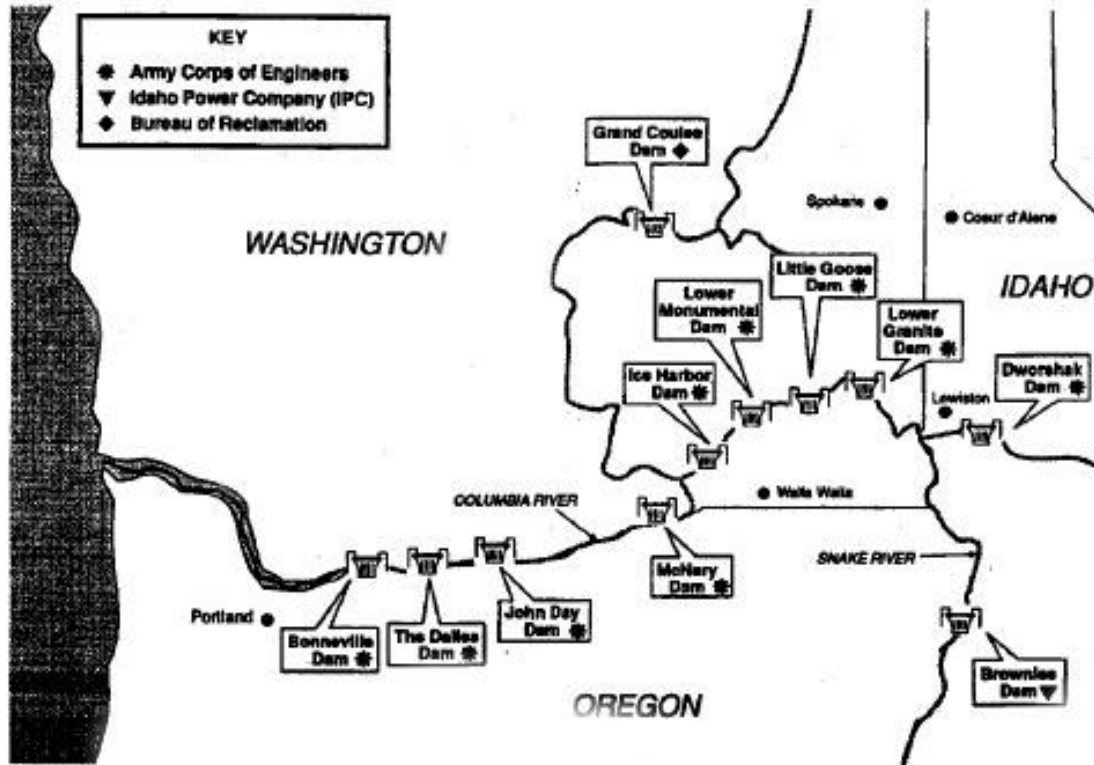 KEY
Army Corps of Engineers
Idaho Power Company (IPC)
Bureau of Reclamation
Grand Coulee
Dam
Spokane
Coeur d'Alene
WASHINGTON
Little Goose
Dam
IDAHO
Lower
Monumental
Dam
Lower
Granite
Dam
Ice Harbor
Dam
Dworshak
Dam
Lewiston
Walla Walla
COLUMBIA RIVER
SNAKE RIVER
McNary
Dam
Portland
John Day
Dam
The Dalles
Dam
Bonneville
Dam
Brownlee
Dam
OREGON